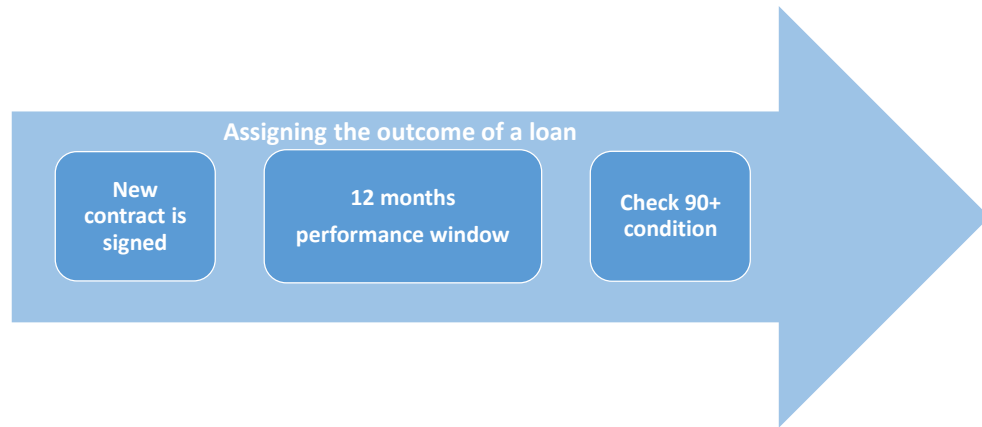 Assigning the outcome of a loan
New
contract is
signed
12 months
performance window
Check 90+
condition